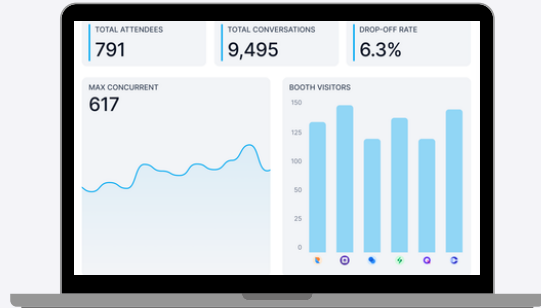 TOTAL ATTENDEES
791
TOTAL CONVERSATIONS
9,495
DROP-OFF RATE
6.3%
MAX CONCURRENT
617
BOOTH VISITORS
150
125
100
50
25
0